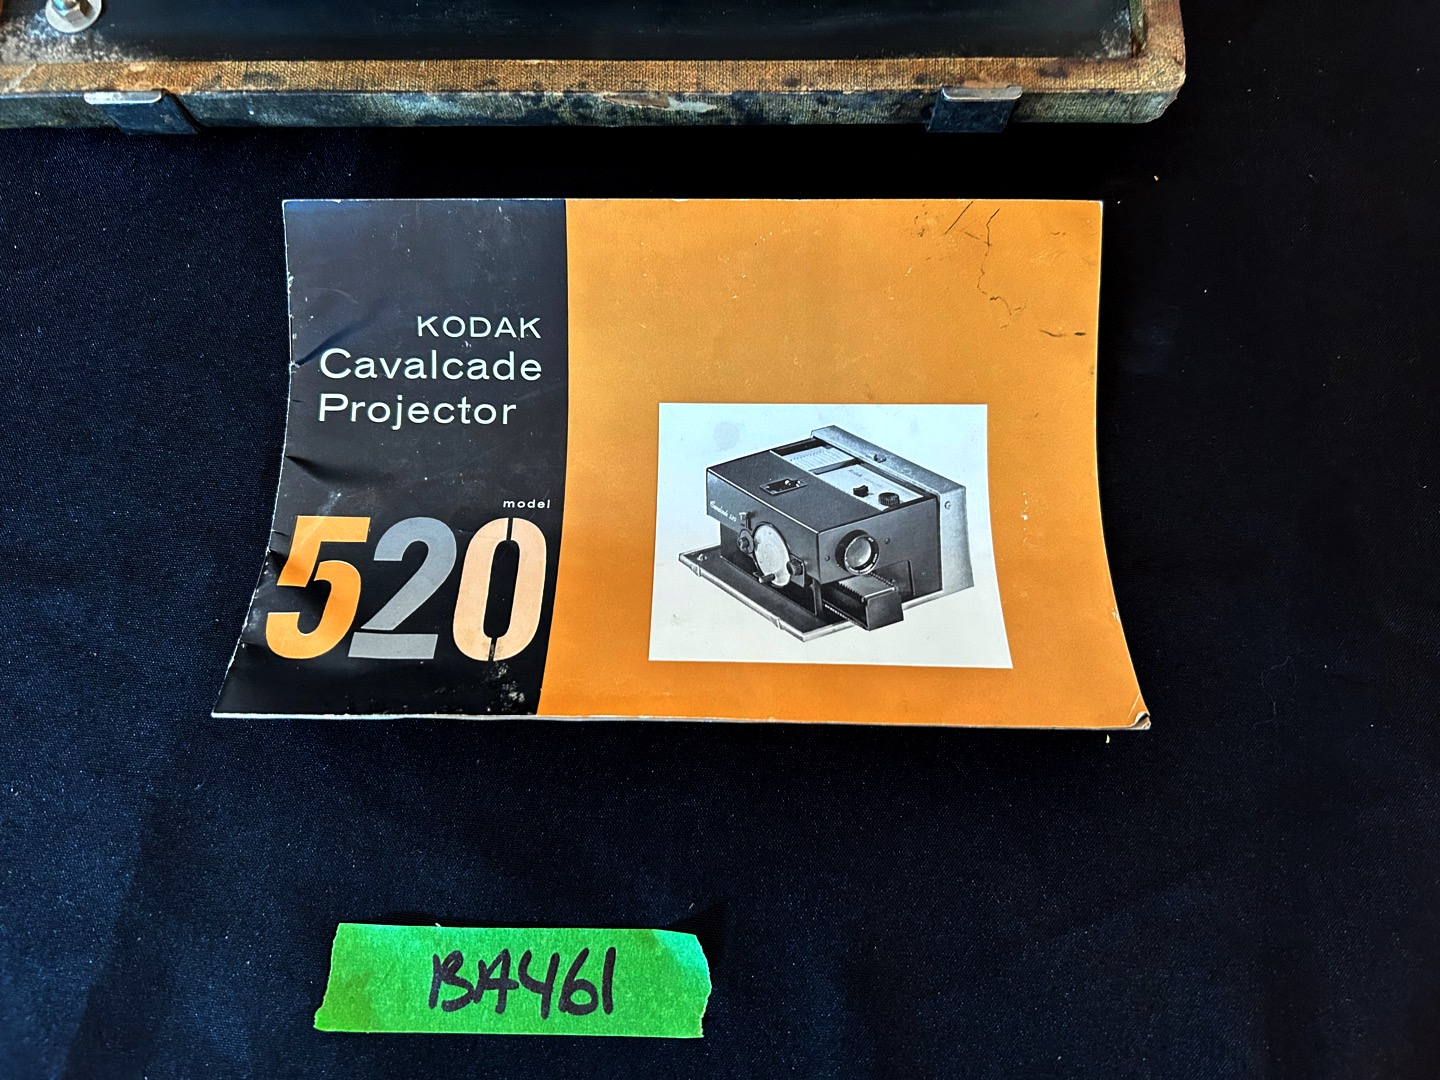 KODAK
Cavalcade
Projector
model
520
BA461